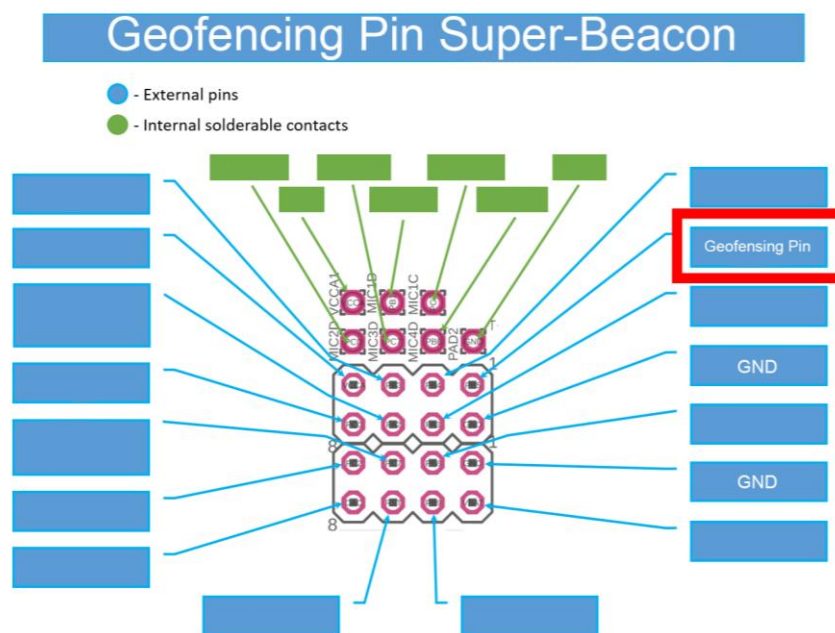 Geofencing Pin Super-Beacon
- External pins
- Internal solderable contacts
Geofensing Pin
VCCA1
MIC1D
MIC1C
MIC2D
MIC3D
MIC4D
PAD2
T
1
GND
8
1
GND
8